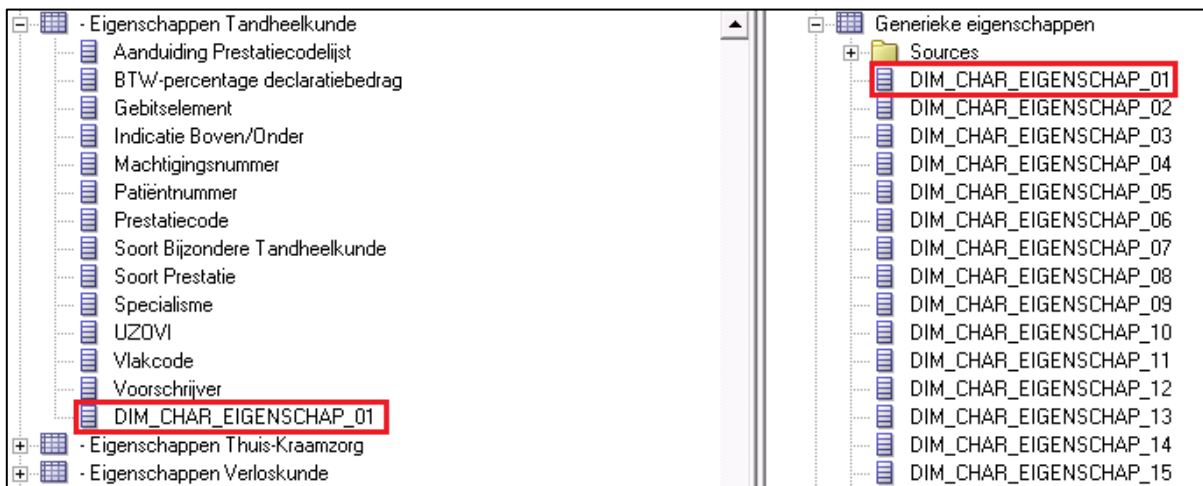 - Eigenschappen Tandheelkunde
Aanduiding Prestatiecodelijst
BTW-percentage declaratiebedrag
Gebitselement
Indicatie Boven/Onder
Machtigingsnummer
Patiëntnummer
Prestatiecode
Soort Bijzondere Tandheelkunde
Soort Prestatie
Specialisme
UZOVI
Vlakcode
Voorschrijver
DIM_CHAR_EIGENSCHAP_01
- Eigenschappen Thuis-Kraamzorg
- Eigenschappen Verloskunde
Generieke eigenschappen
Sources
DIM_CHAR_EIGENSCHAP_01
DIM_CHAR_EIGENSCHAP_02
DIM_CHAR_EIGENSCHAP_03
DIM_CHAR_EIGENSCHAP_04
DIM_CHAR_EIGENSCHAP_05
DIM_CHAR_EIGENSCHAP_06
DIM_CHAR_EIGENSCHAP_07
DIM_CHAR_EIGENSCHAP_08
DIM_CHAR_EIGENSCHAP_09
DIM_CHAR_EIGENSCHAP_10
DIM_CHAR_EIGENSCHAP_11
DIM_CHAR_EIGENSCHAP_12
DIM_CHAR_EIGENSCHAP_13
DIM_CHAR_EIGENSCHAP_14
DIM_CHAR_EIGENSCHAP_15